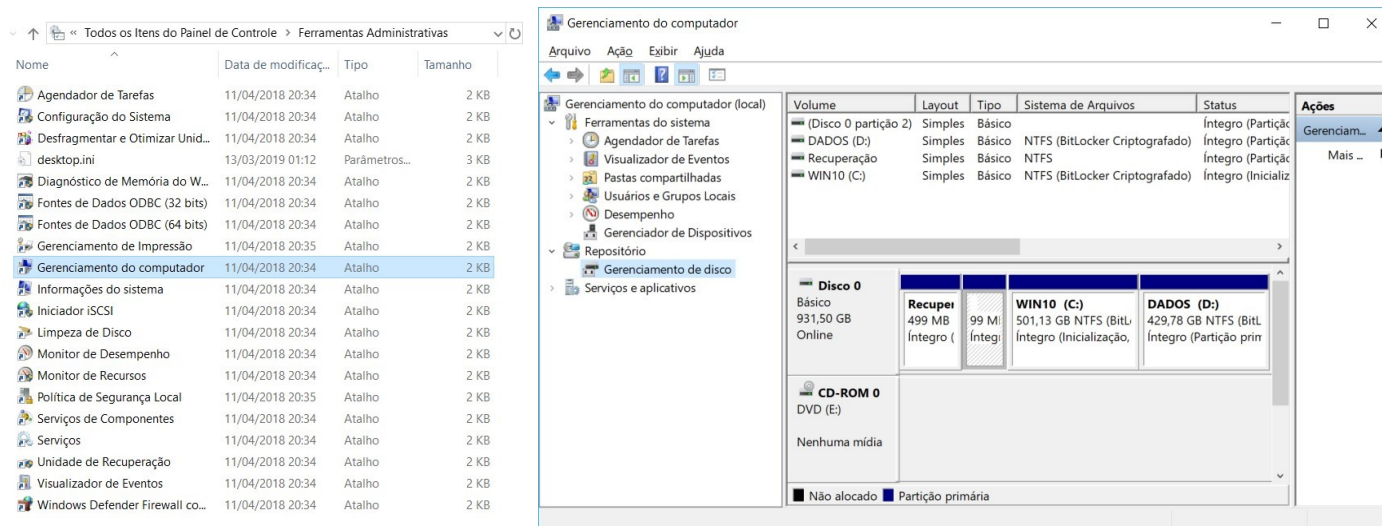 « Todos os Itens do Painel de Controle > Ferramentas Administrativas
Nome Data de modificaç... Tipo Tamanho
Agendador de Tarefas 11/04/2018 20:34 Atalho 2 KB
Configuração do Sistema 11/04/2018 20:34 Atalho 2 KB
Desfragmentar e Otimizar Unid... 11/04/2018 20:34 Atalho 2 KB
desktop.ini 13/03/2019 01:12 Parâmetros... 3 KB
Diagnóstico de Memória do W... 11/04/2018 20:34 Atalho 2 KB
Fontes de Dados ODBC (32 bits) 11/04/2018 20:34 Atalho 2 KB
Fontes de Dados ODBC (64 bits) 11/04/2018 20:34 Atalho 2 KB
Gerenciamento de Impressão 11/04/2018 20:35 Atalho 2 KB
Gerenciamento do computador 11/04/2018 20:34 Atalho 2 KB
Informações do sistema 11/04/2018 20:34 Atalho 2 KB
Iniciador iSCSI 11/04/2018 20:34 Atalho 2 KB
Limpeza de Disco 11/04/2018 20:34 Atalho 2 KB
Monitor de Desempenho 11/04/2018 20:34 Atalho 2 KB
Monitor de Recursos 11/04/2018 20:34 Atalho 2 KB
Política de Segurança Local 11/04/2018 20:35 Atalho 2 KB
Serviços de Componentes 11/04/2018 20:34 Atalho 2 KB
Serviços 11/04/2018 20:34 Atalho 2 KB
Unidade de Recuperação 11/04/2018 20:34 Atalho 2 KB
Visualizador de Eventos 11/04/2018 20:34 Atalho 2 KB
Windows Defender Firewall co... 11/04/2018 20:34 Atalho 2 KB
Gerenciamento do computador
Arquivo Ação Exibir Ajuda
Gerenciamento do computador (local)
Ferramentas do sistema
Agendador de Tarefas
Visualizador de Eventos
Pastas compartilhadas
Usuários e Grupos Locais
Desempenho
Gerenciador de Dispositivos
Repositório
Gerenciamento de disco
Serviços e aplicativos
Volume Layout Tipo Sistema de Arquivos Status
(Disco 0 partição 2) Simples Básico Íntegro (Partiçã
DADOS (D:) Simples Básico NTFS (BitLocker Criptografado) Íntegro (Partiçã
Recuperação Simples Básico NTFS Íntegro (Partiçã
WIN10 (C:) Simples Básico NTFS (BitLocker Criptografado) Íntegro (Inicializ
Disco 0
Básico
931,50 GB
Online
Recuper
499 MB
Íntegro (
99 M
Íntegr
WIN10 (C:)
501,13 GB NTFS (BitL
Íntegro (Inicialização,
DADOS (D:)
429,78 GB NTFS (BitL
Íntegro (Partição prim
CD-ROM 0
DVD (E:)
Nenhuma mídia
Não alocado Partição primária
Ações
Gerenciam...
Mais ...